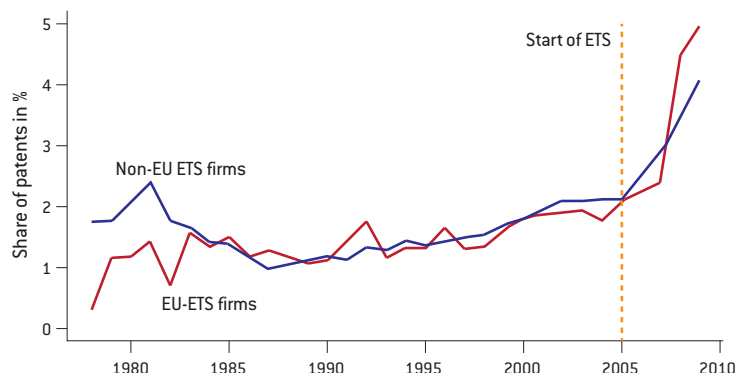 Share of patents in %
5
4
3
2
1
0
Start of ETS
Non-EU ETS firms
EU-ETS firms
1980 1985 1990 1995 2000 2005 2010